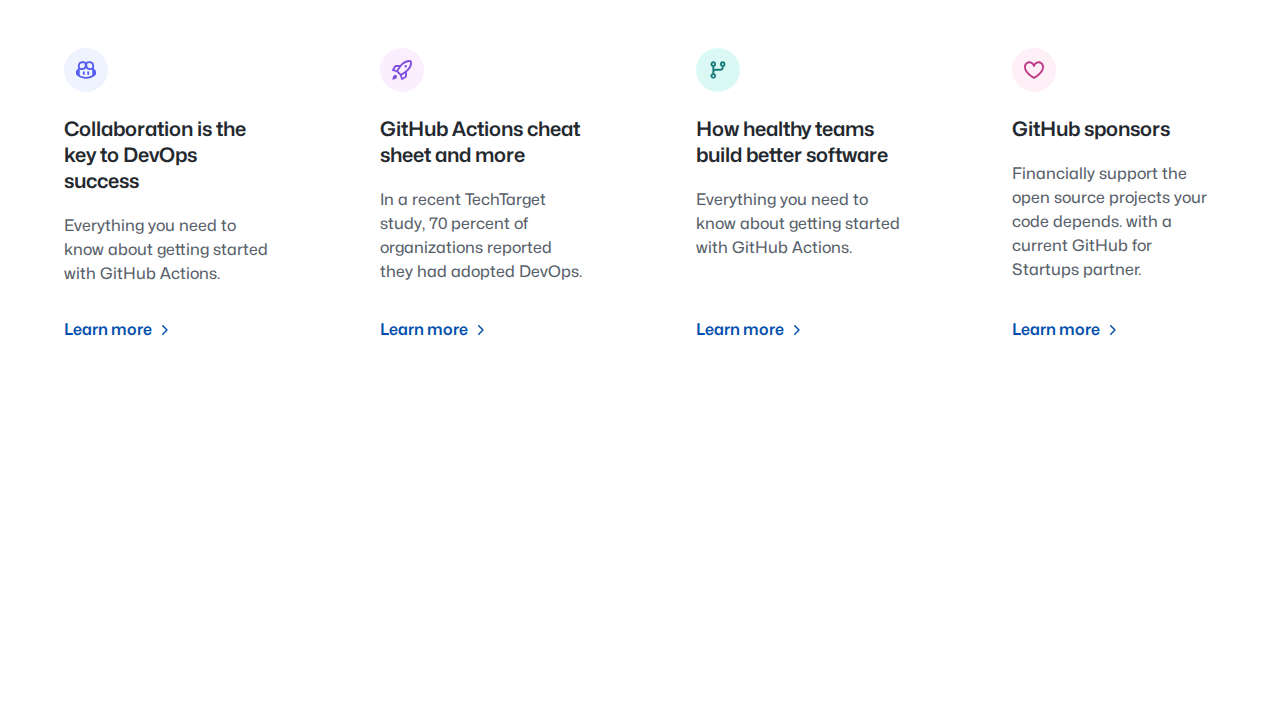 Collaboration is the
key to DevOps
success
Everything you need to
know about getting started
with GitHub Actions.
Learn more
GitHub Actions cheat
sheet and more
In a recent TechTarget
study, 70 percent of
organizations reported
they had adopted DevOps.
Learn more
How healthy teams
build better software
Everything you need to
know about getting started
with GitHub Actions.
Learn more
GitHub sponsors
Financially support the
open source projects your
code depends. with a
current GitHub for
Startups partner.
Learn more